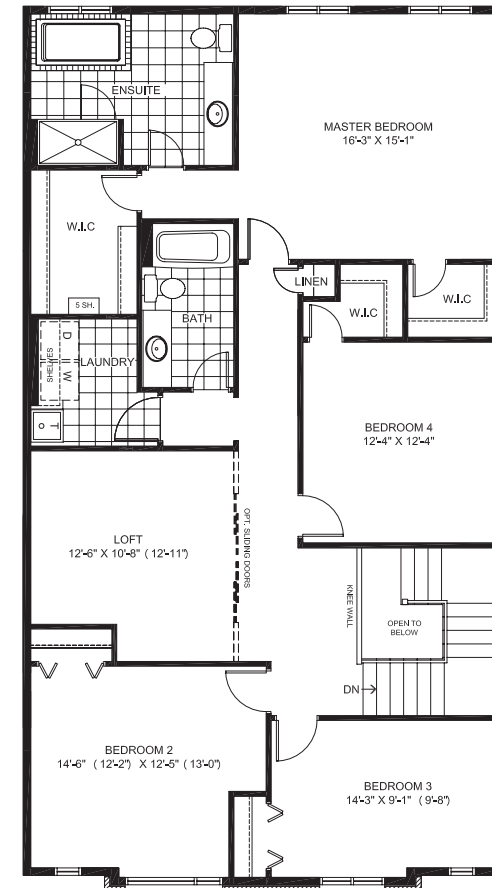 ENSUITE
MASTER BEDROOM
16'-3" X 15'-1"
W.I.C
5 SH.
LINEN
W.I.C
W.I.C
BATH
D
W
SHELVES
LAUNDRY
T
BEDROOM 4
12'-4" X 12'-4"
LOFT
12'-6" X 10'-8" ( 12'-11")
OPT. SLIDING DOORS
KNEE WALL
OPEN TO
BELOW
DN
BEDROOM 2
14'-6" ( 12'-2") X 12'-5" ( 13'-0")
BEDROOM 3
14'-3" X 9'-1" ( 9'-8")